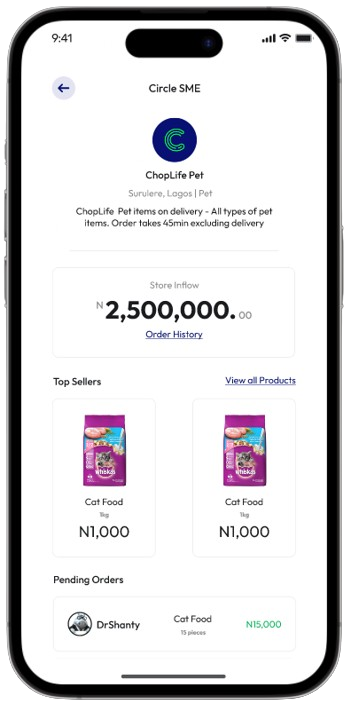 9:41
Circle SME
ChopLife Pet
Surulere, Lagos | Pet
ChopLife Pet items on delivery - All types of pet
items. Order takes 45min excluding delivery
Store Inflow
N 2,500,000. 00
Order History
Top Sellers View all Products
whiskas whiskas
Cat Food Cat Food
1kg 1kg
N1,000 N1,000
Pending Orders
DrShanty Cat Food N15,000
15 pieces